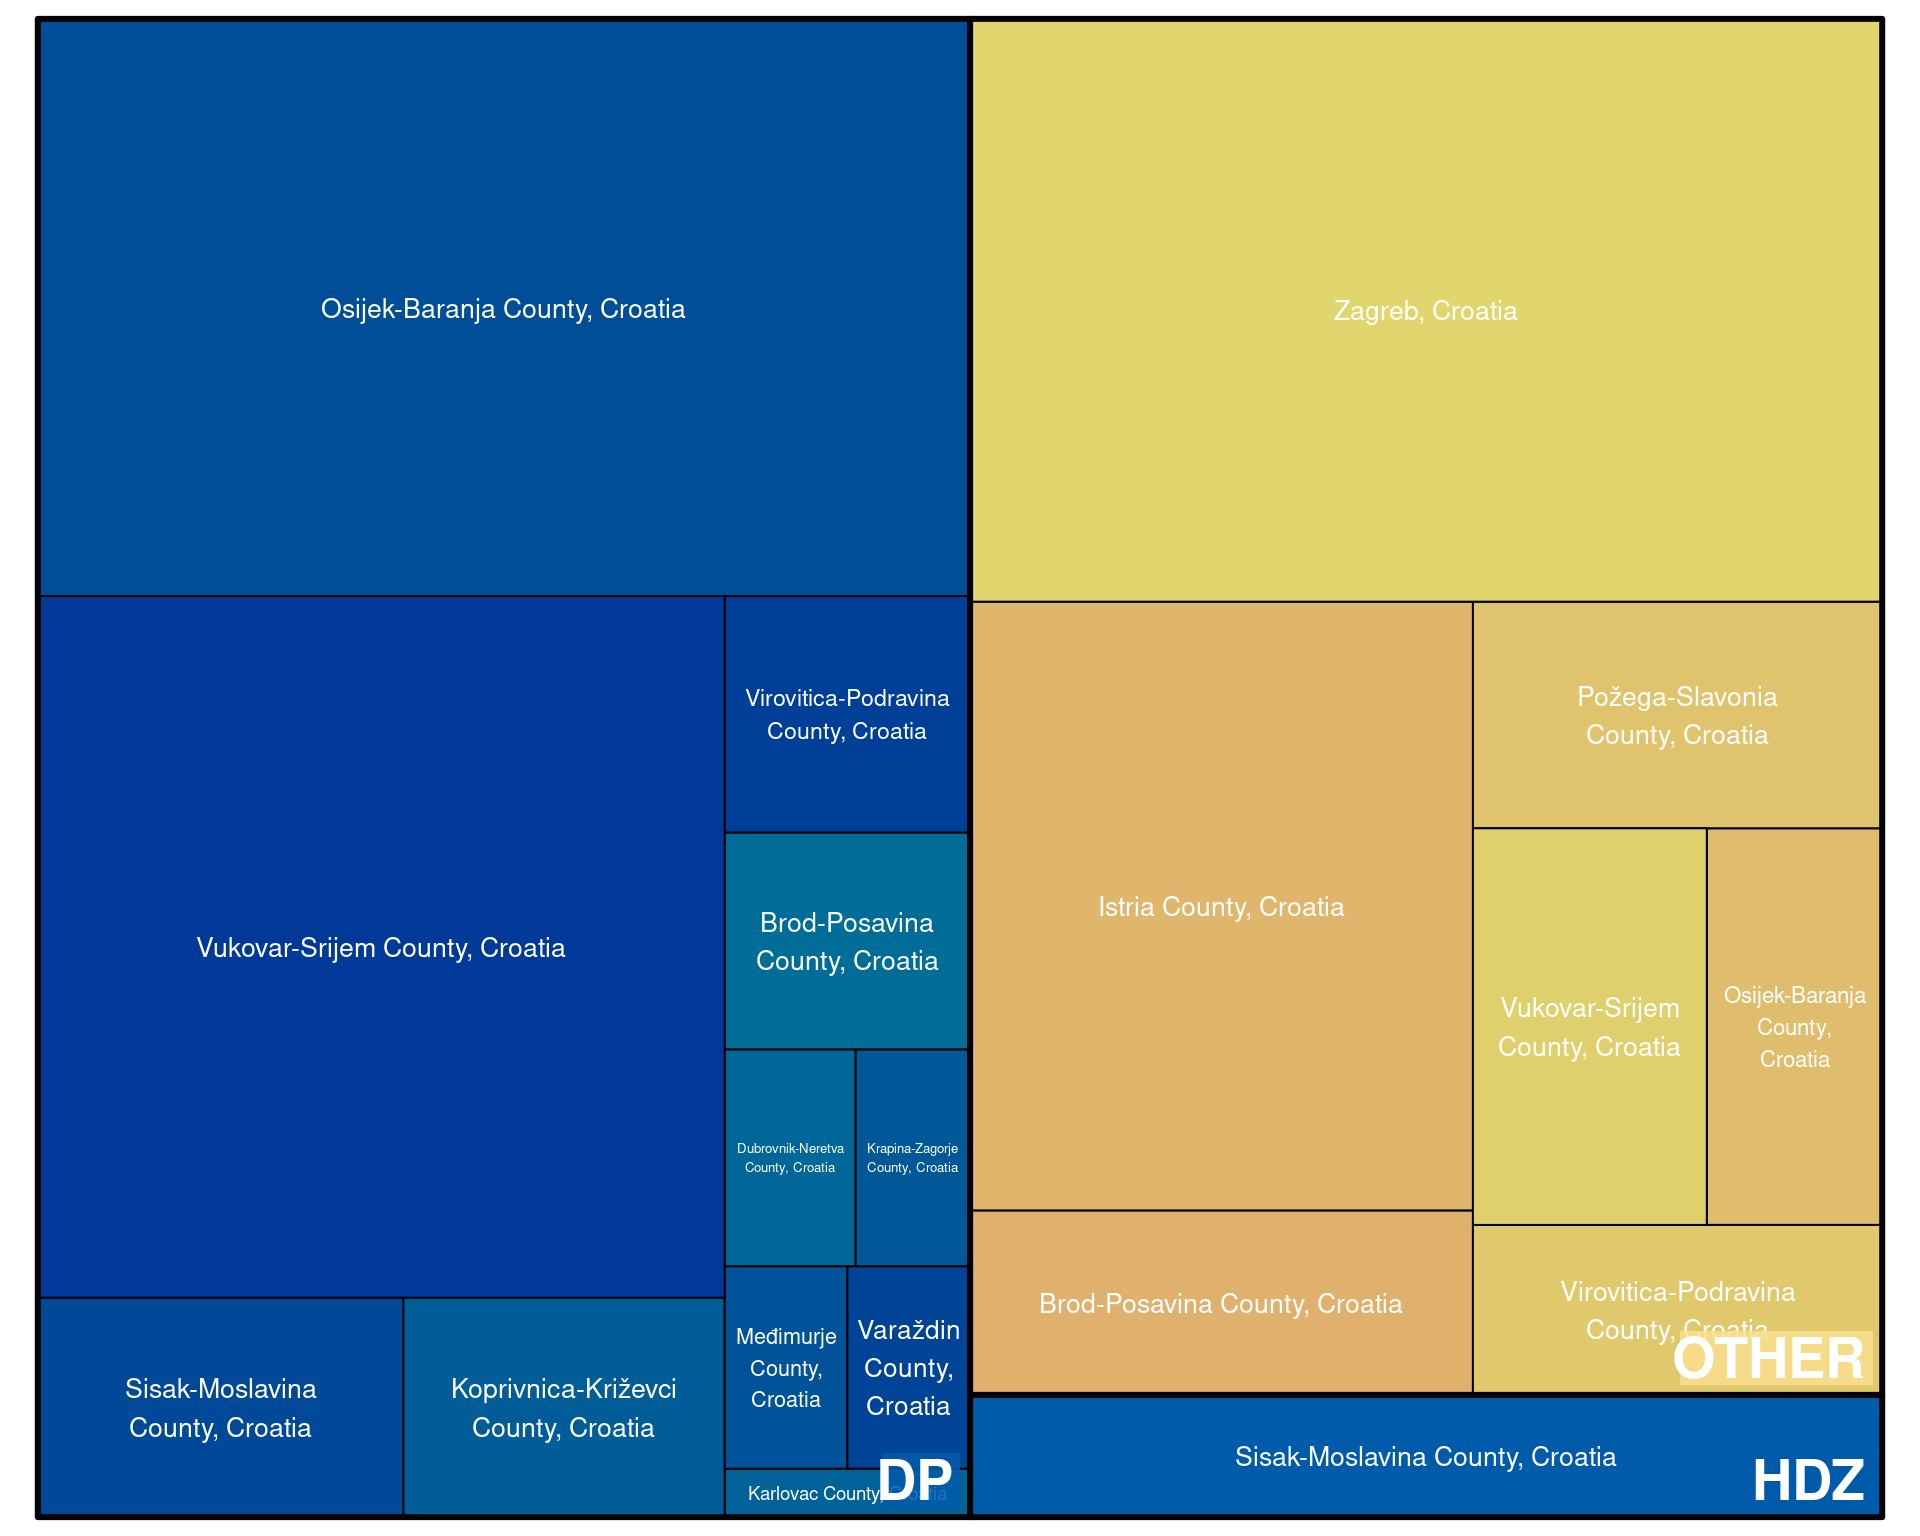 Osijek-Baranja County, Croatia
Vukovar-Srijem County, Croatia
Virovitica-Podravina
County, Croatia
Brod-Posavina
County, Croatia
Dubrovnik-Neretva
County, Croatia
Krapina-Zagorje
County, Croatia
Sisak-Moslavina
County, Croatia
Koprivnica-Križevci
County, Croatia
Međimurje
County,
Croatia
Varaždin
County,
Croatia
Karlovac County, Croatia
DP
Zagreb, Croatia
Istria County, Croatia
Požega-Slavonia
County, Croatia
Vukovar-Srijem
County, Croatia
Osijek-Baranja
County,
Croatia
Brod-Posavina County, Croatia
Virovitica-Podravina
County, Croatia
OTHER
Sisak-Moslavina County, Croatia
HDZ